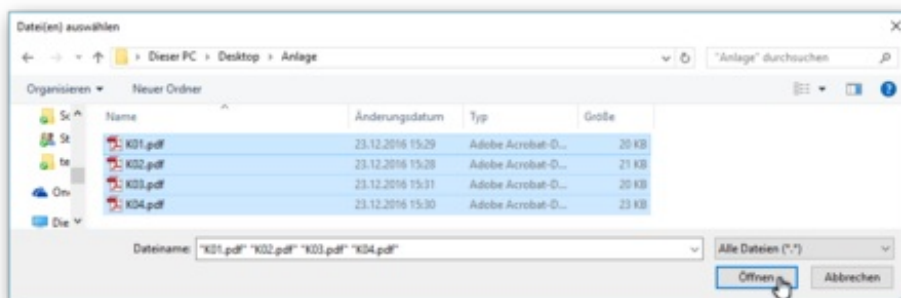 Datei(en) auswählen
Dieser PC › Desktop › Anlage "Anlage" durchsuchen
Organisieren Neuer Ordner
Name Änderungsdatum Typ Größe
K01.pdf 23.12.2016 15:29 Adobe Acrobat-D... 20 KB
K02.pdf 23.12.2016 15:28 Adobe Acrobat-D... 21 KB
K03.pdf 23.12.2016 15:31 Adobe Acrobat-D... 20 KB
K04.pdf 23.12.2016 15:30 Adobe Acrobat-D... 23 KB
Die
Dateiname: "K01.pdf" "K02.pdf" "K03.pdf" "K04.pdf" Alle Dateien (*.*)
Öffnen Abbrechen